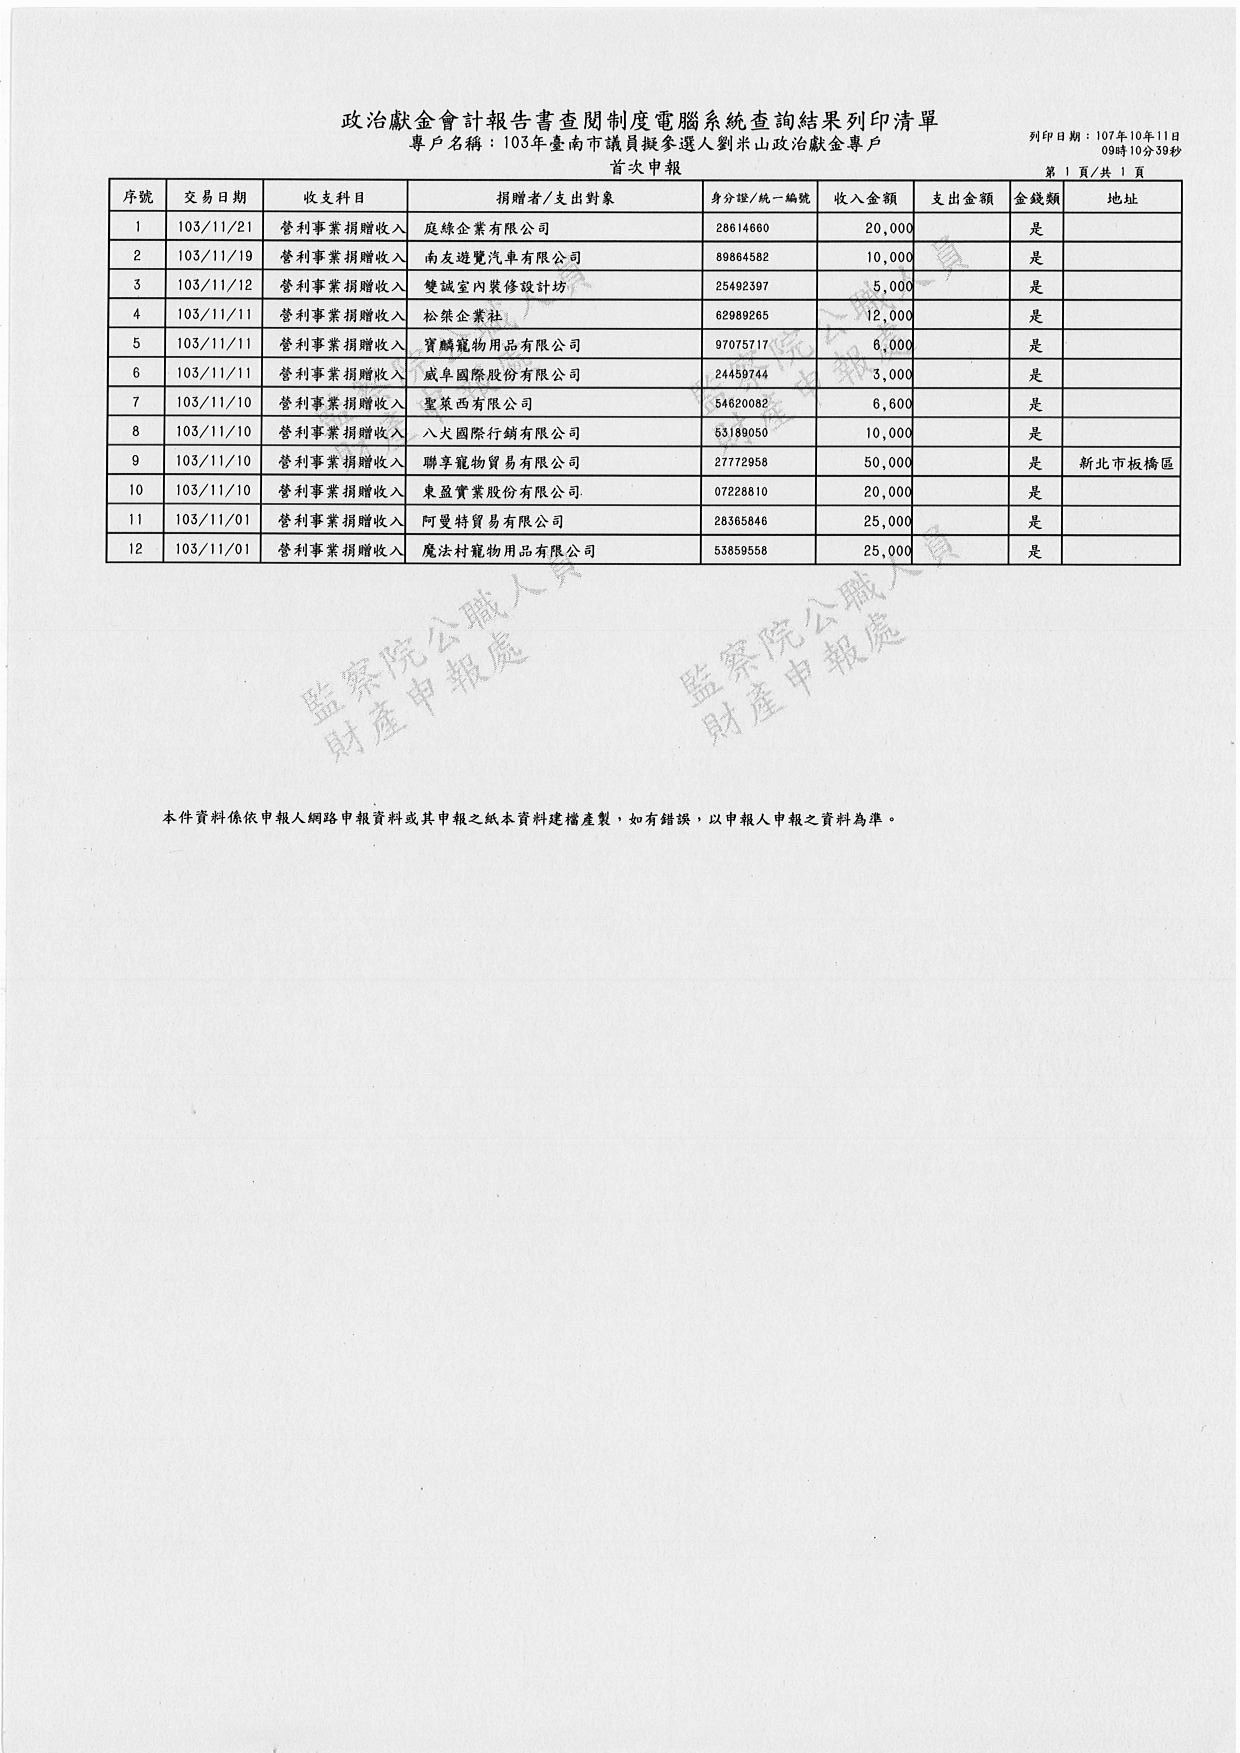 政治獻金會計報告書查閱制度電腦系統查詢結果列印清單
專戶名稱：103年臺南市議員擬參選人劉米山政治獻金專戶
首次申報
列印日期：107年10月11日
09時10分39秒
第 1 頁/共 1 頁
序號 交易日期 收支科目 捐贈者/支出對象 身分證/統一編號 收入金額 支出金額 金錢類 地址
1 103/11/21 營利事業捐贈收入 庭綠企業有限公司 28614660 20,000 是
2 103/11/19 營利事業捐贈收入 南友遊覽汽車有限公司 89864582 10,000 是
3 103/11/12 營利事業捐贈收入 雙誠室內裝修設計坊 25492397 5,000 是
4 103/11/11 營利事業捐贈收入 松桀企業社 62989265 12,000 是
5 103/11/11 營利事業捐贈收入 寶麟寵物用品有限公司 97075717 6,000 是
6 103/11/11 營利事業捐贈收入 威阜國際股份有限公司 24459744 3,000 是
7 103/11/10 營利事業捐贈收入 聖萊西有限公司 54620082 6,600 是
8 103/11/10 營利事業捐贈收入 八犬國際行銷有限公司 53189050 10,000 是
9 103/11/10 營利事業捐贈收入 聯享寵物貿易有限公司 27772958 50,000 是 新北市板橋區
10 103/11/10 營利事業捐贈收入 東盈實業股份有限公司 07228810 20,000 是
11 103/11/01 營利事業捐贈收入 阿曼特貿易有限公司 28365846 25,000 是
12 103/11/01 營利事業捐贈收入 魔法村寵物用品有限公司 53859558 25,000 是
監察院公職人員
財產申報處
監察院公職人員
財產申報處
監察院公職人員
財產申報處
監察院公職人員
財產申報處
本件資料係依申報人網路申報資料或其申報之紙本資料建檔產製，如有錯誤，以申報人申報之資料為準。